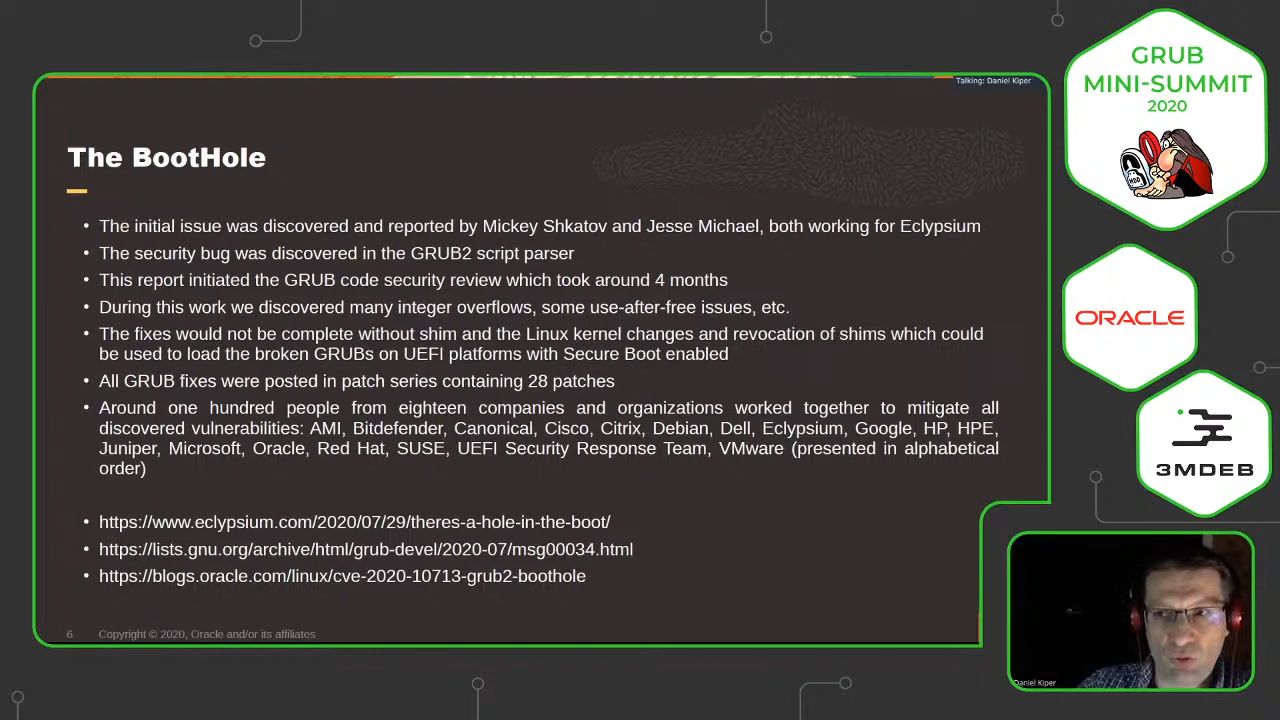 Talking: Daniel Kiper
The BootHole
• The initial issue was discovered and reported by Mickey Shkatov and Jesse Michael, both working for Eclypsium
• The security bug was discovered in the GRUB2 script parser
• This report initiated the GRUB code security review which took around 4 months
• During this work we discovered many integer overflows, some use-after-free issues, etc.
• The fixes would not be complete without shim and the Linux kernel changes and revocation of shims which could
be used to load the broken GRUBs on UEFI platforms with Secure Boot enabled
• All GRUB fixes were posted in patch series containing 28 patches
• Around one hundred people from eighteen companies and organizations worked together to mitigate all
discovered vulnerabilities: AMI, Bitdefender, Canonical, Cisco, Citrix, Debian, Dell, Eclypsium, Google, HP, HPE,
Juniper, Microsoft, Oracle, Red Hat, SUSE, UEFI Security Response Team, VMware (presented in alphabetical
order)
• https://www.eclypsium.com/2020/07/29/theres-a-hole-in-the-boot/
• https://lists.gnu.org/archive/html/grub-devel/2020-07/msg00034.html
• https://blogs.oracle.com/linux/cve-2020-10713-grub2-boothole
6 Copyright © 2020, Oracle and/or its affiliates
GRUB
MINI-SUMMIT
2020
ORACLE
3MDEB
Daniel Kiper